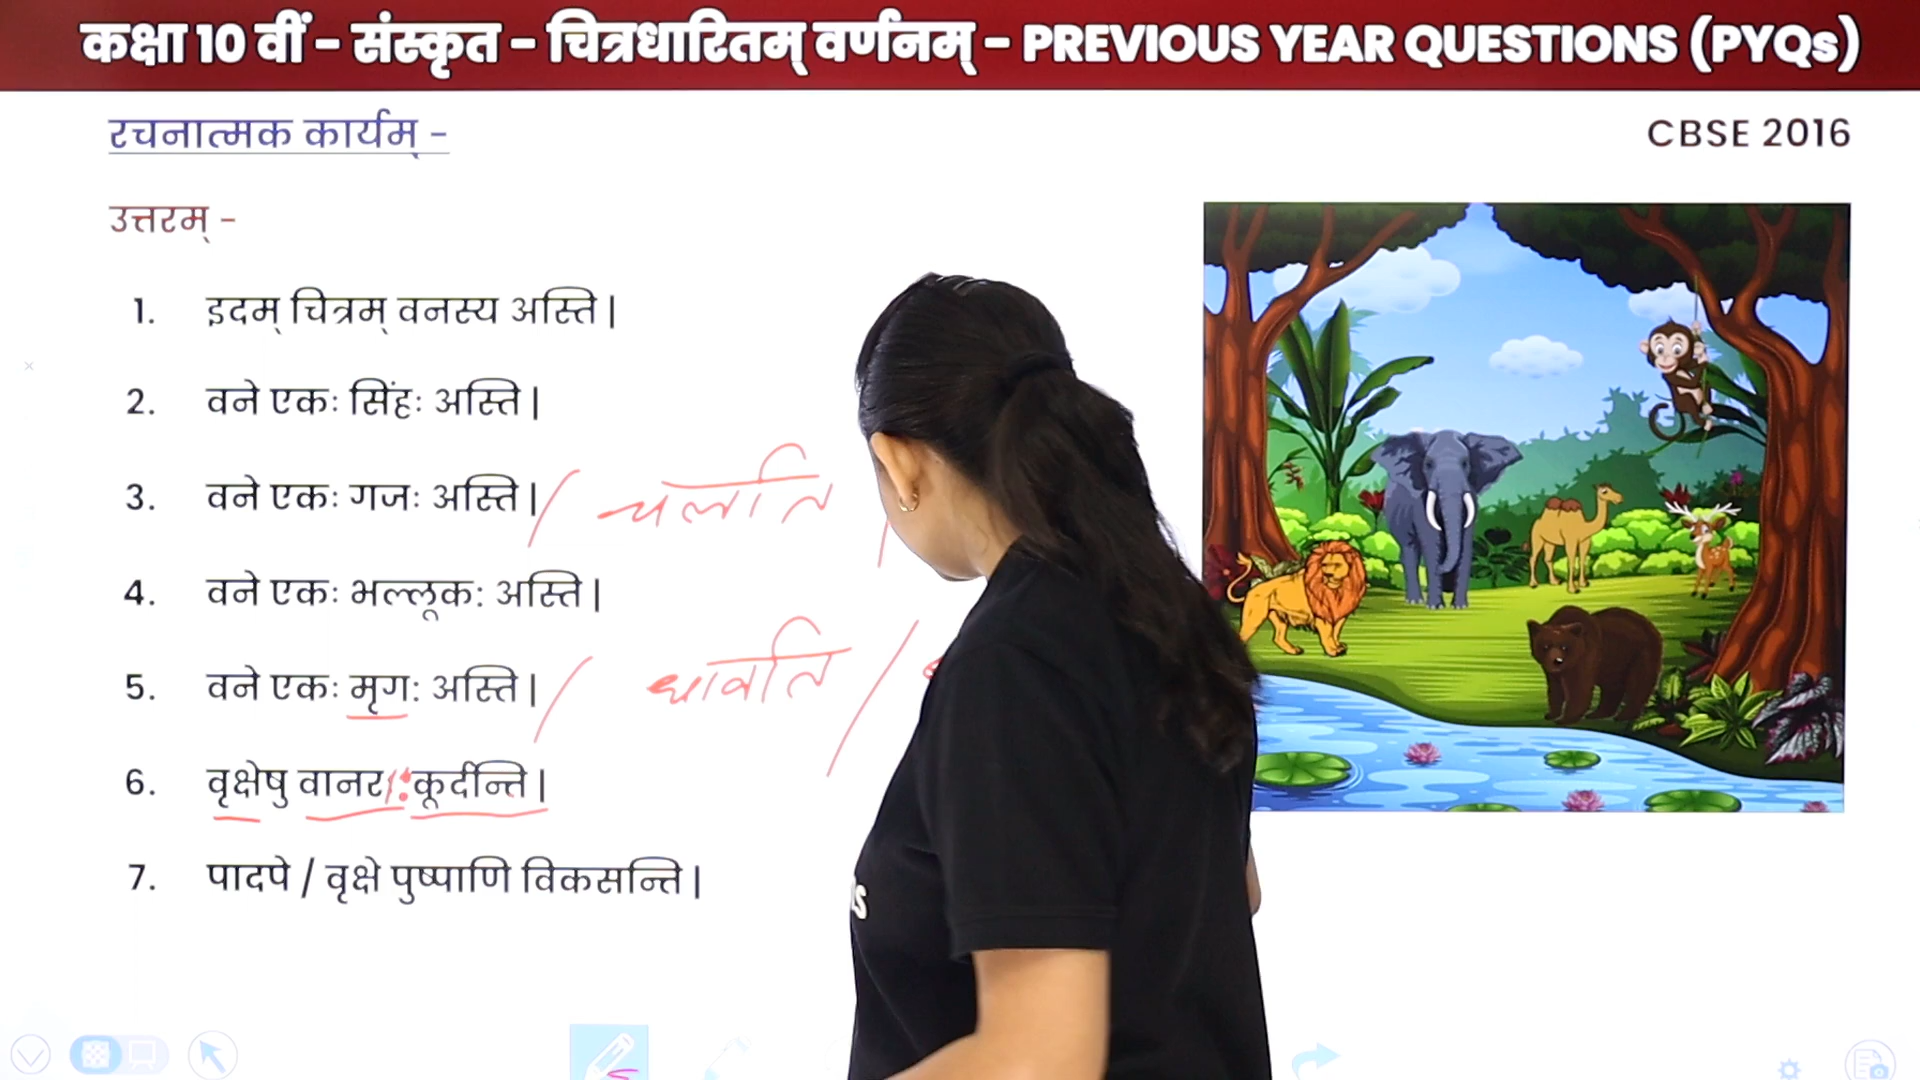 कक्षा 10 वीं - संस्कृत - चित्रधारितम् वर्णनम् - PREVIOUS YEAR QUESTIONS (PYQs)
रचनात्मक कार्यम् -
CBSE 2016
उत्तरम् -
1. इदम् चित्रम् वनस्य अस्ति |
2. वने एकः सिंहः अस्ति |
3. वने एकः गजः अस्ति | / चलति /
4. वने एकः भल्लूक: अस्ति |
5. वने एकः मृग: अस्ति | / धावति /
6. वृक्षेषु वानराः कूर्दन्ति |
7. पादपे / वृक्षे पुष्पाणि विकसन्ति |